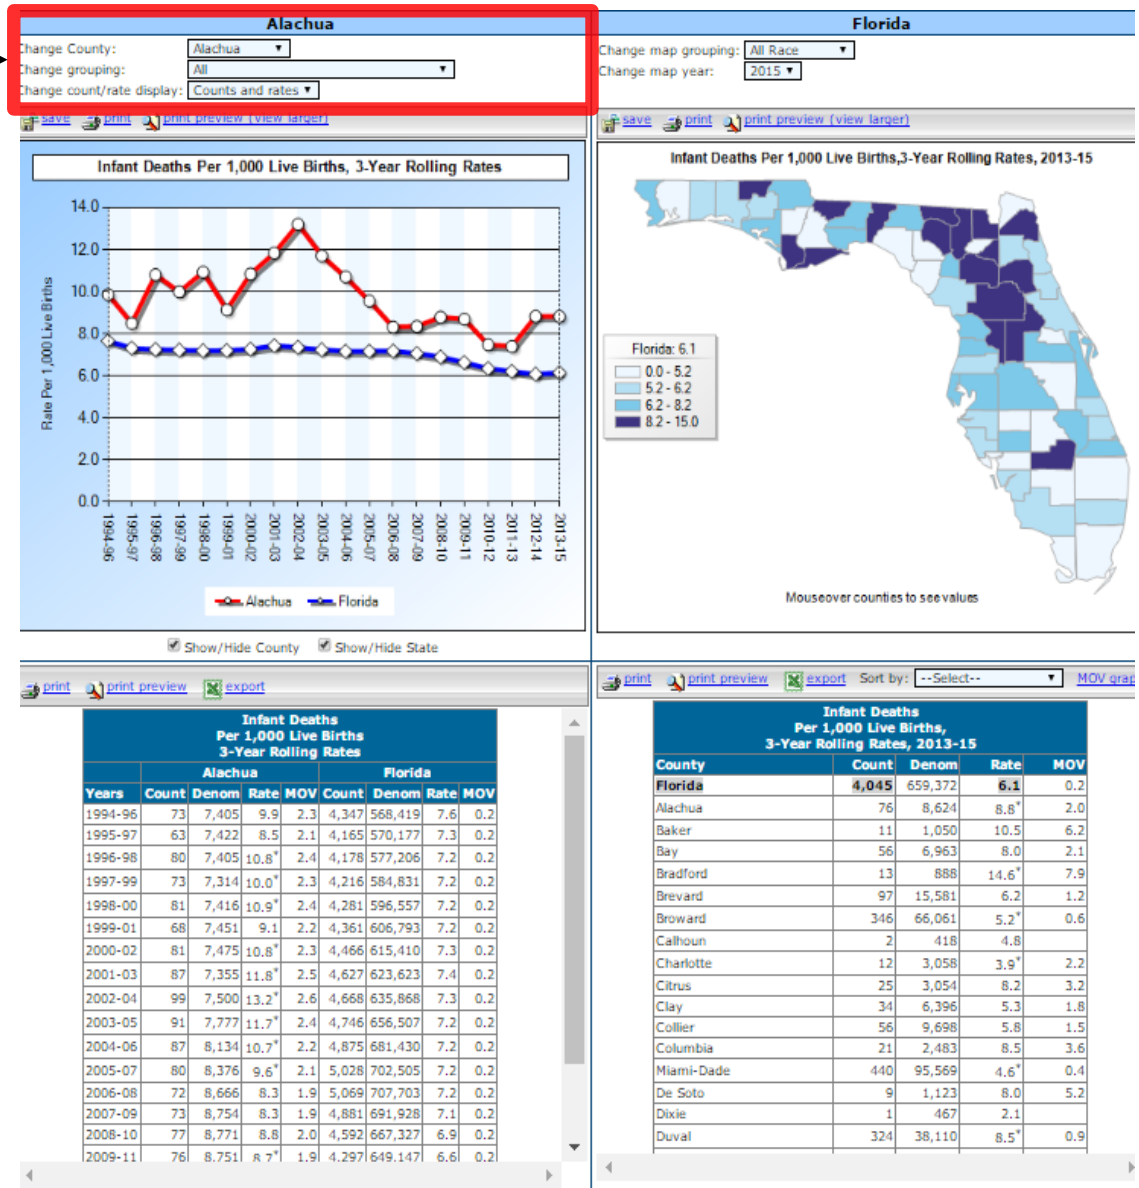 Alachua
Change County: Alachua
Change grouping: All
Change count/rate display: Counts and rates
save print print preview (view larger)
Infant Deaths Per 1,000 Live Births, 3-Year Rolling Rates
Rate Per 1,000 Live Births
14.0
12.0
10.0
8.0
6.0
4.0
2.0
0.0
1994-96 1995-97 1996-98 1997-99 1998-00 1999-01 2000-02 2001-03 2002-04 2003-05 2004-06 2005-07 2006-08 2007-09 2008-10 2009-11 2010-12 2011-13 2012-14 2013-15
Alachua Florida
Show/Hide County Show/Hide State
Florida
Change map grouping: All Race
Change map year: 2015
save print print preview (view larger)
Infant Deaths Per 1,000 Live Births,3-Year Rolling Rates, 2013-15
Florida: 6.1
0.0 - 5.2
5.2 - 6.2
6.2 - 8.2
8.2 - 15.0
Mouseover counties to see values
print print preview export
Infant Deaths
Per 1,000 Live Births
3-Year Rolling Rates
Alachua Florida
Years Count Denom Rate MOV Count Denom Rate MOV
1994-96 73 7,405 9.9 2.3 4,347 568,419 7.6 0.2
1995-97 63 7,422 8.5 2.1 4,165 570,177 7.3 0.2
1996-98 80 7,405 10.8* 2.4 4,178 577,206 7.2 0.2
1997-99 73 7,314 10.0* 2.3 4,216 584,831 7.2 0.2
1998-00 81 7,416 10.9* 2.4 4,281 596,557 7.2 0.2
1999-01 68 7,451 9.1 2.2 4,361 606,793 7.2 0.2
2000-02 81 7,475 10.8* 2.3 4,466 615,410 7.3 0.2
2001-03 87 7,355 11.8* 2.5 4,627 623,623 7.4 0.2
2002-04 99 7,500 13.2* 2.6 4,668 635,868 7.3 0.2
2003-05 91 7,777 11.7* 2.4 4,746 656,507 7.2 0.2
2004-06 87 8,134 10.7* 2.2 4,875 681,430 7.2 0.2
2005-07 80 8,376 9.6* 2.1 5,028 702,505 7.2 0.2
2006-08 72 8,666 8.3 1.9 5,069 707,703 7.2 0.2
2007-09 73 8,754 8.3 1.9 4,881 691,928 7.1 0.2
2008-10 77 8,771 8.8 2.0 4,592 667,327 6.9 0.2
2009-11 76 8,751 8.7* 1.9 4,297 649,147 6.6 0.2
print print preview export Sort by: --Select-- MOV grap
Infant Deaths
Per 1,000 Live Births,
3-Year Rolling Rates, 2013-15
County Count Denom Rate MOV
Florida 4,045 659,372 6.1 0.2
Alachua 76 8,624 8.8* 2.0
Baker 11 1,050 10.5 6.2
Bay 56 6,963 8.0 2.1
Bradford 13 888 14.6* 7.9
Brevard 97 15,581 6.2 1.2
Broward 346 66,061 5.2* 0.6
Calhoun 2 418 4.8
Charlotte 12 3,058 3.9* 2.2
Citrus 25 3,054 8.2 3.2
Clay 34 6,396 5.3 1.8
Collier 56 9,698 5.8 1.5
Columbia 21 2,483 8.5 3.6
Miami-Dade 440 95,569 4.6* 0.4
De Soto 9 1,123 8.0 5.2
Dixie 1 467 2.1
Duval 324 38,110 8.5* 0.9